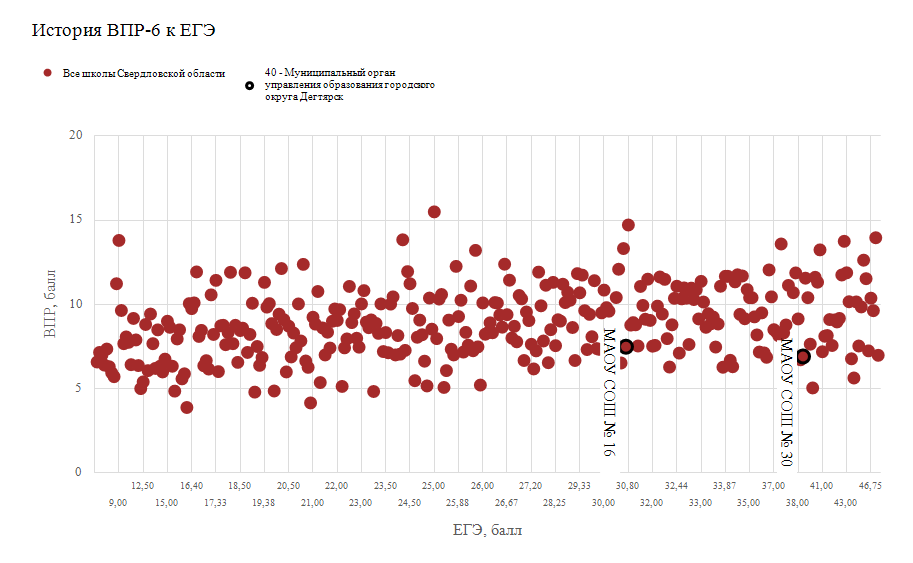 История ВПР-6 к ЕГЭ
Все школы Свердловской области
40 - Муниципальный орган
управления образования городского
округа Дегтярск
20
15
10
5
0
ВПР, балл
МАОУ СОШ № 16
МАОУ СОШ № 30
12,50 15,00 18,50 20,50 22,00 23,00 25,00 26,00 27,20 29,33 30,80 32,44 33,87 37,00 41,00 46,75
9,00 15,00 17,33 19,38 21,00 22,50 24,50 25,88 26,67 28,25 30,00 32,00 33,00 35,00 38,00 43,00
ЕГЭ, балл